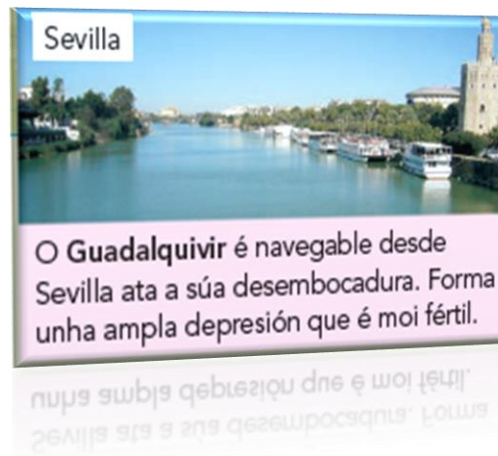 Sevilla
O Guadalquivir é navegable desde
Sevilla ata a súa desembocadura. Forma
unha ampla depresión que é moi fértil.